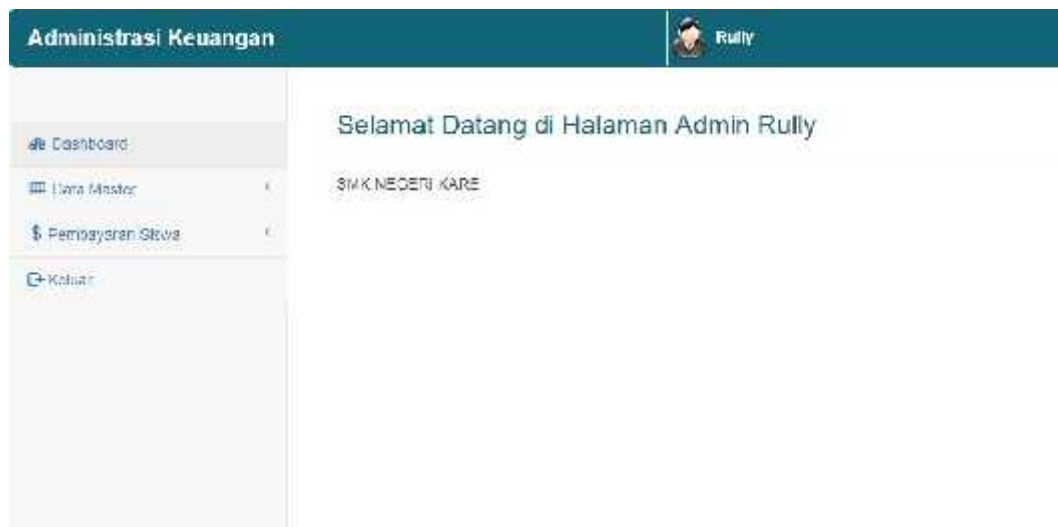 Administrasi Keuangan
Rully
Selamat Datang di Halaman Admin Rully
Dashboard
SMK NEGERI KARE
Data Master
$ Pembayaran Siswa
Keluar